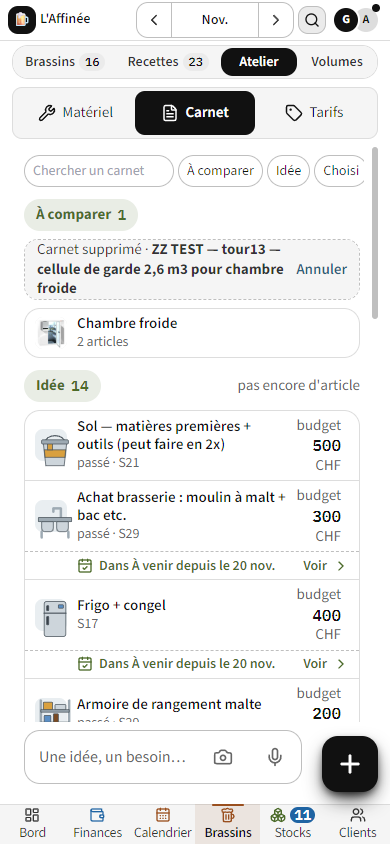 L'Affinée
Nov.
G
A
Brassins 16
Recettes 23
Atelier
Volumes
Matériel
Carnet
Tarifs
Chercher un carnet
À comparer
Idée
Choisi
À comparer 1
Carnet supprimé · ZZ TEST — tour13 —
cellule de garde 2,6 m3 pour chambre
froide
Annuler
Chambre froide
2 articles
Idée 14
pas encore d'article
Sol — matières premières +
outils (peut faire en 2x)
passé · S21
budget
500
CHF
Achat brasserie : moulin à malt +
bac etc.
passé · S29
budget
300
CHF
Dans À venir depuis le 20 nov.
Voir
Frigo + congel
S17
budget
400
CHF
Dans À venir depuis le 20 nov.
Voir
Armoire de rangement malte
budget
200
Une idée, un besoin…
Bord
Finances
Calendrier
Brassins
11
Stocks
Clients